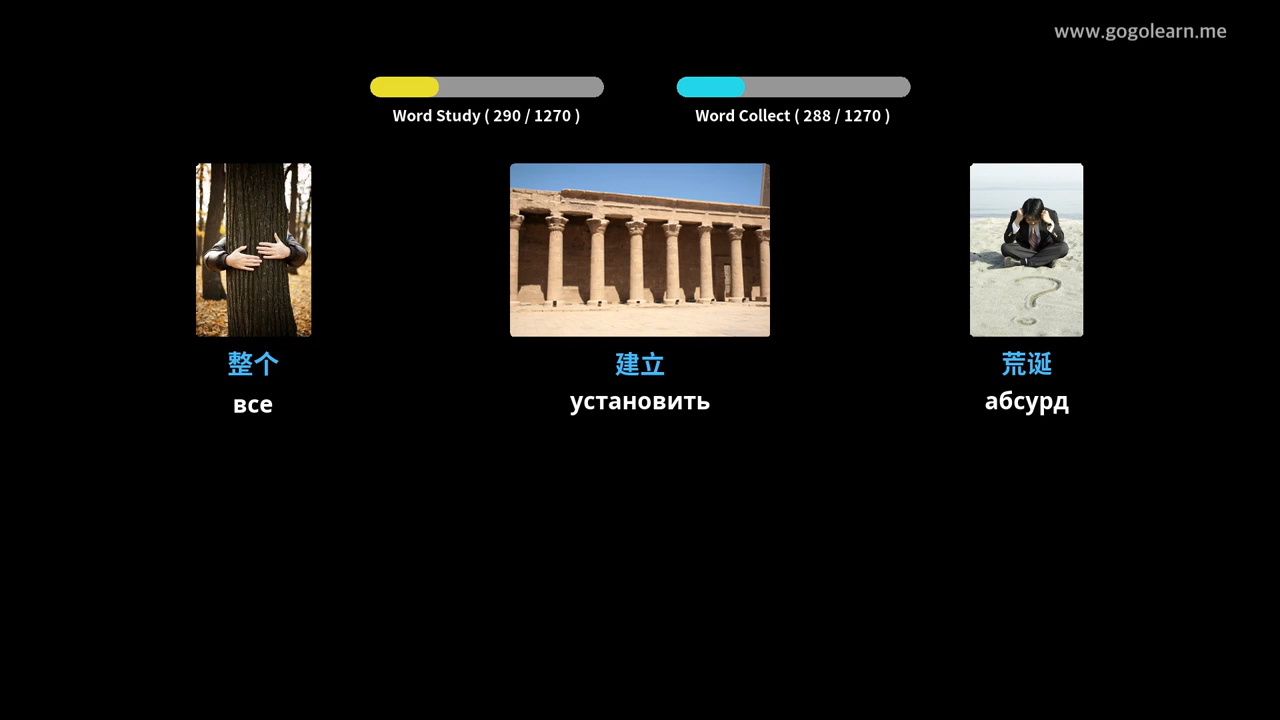 www.gogolearn.me
Word Study ( 290 / 1270 )
Word Collect ( 288 / 1270 )
整个
все
建立
установить
荒诞
абсурд